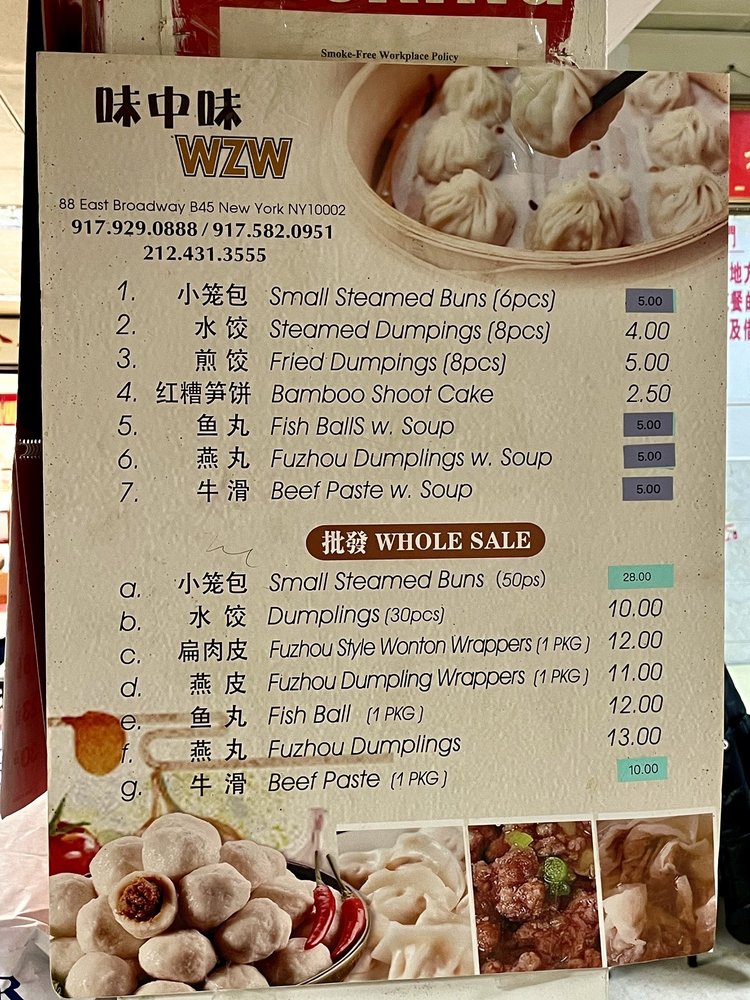 Smoke-Free Workplace Policy
味中味
WZW
88 East Broadway B45 New York NY10002
917.929.0888 / 917.582.0951
212.431.3555
1. 小笼包 Small Steamed Buns (6pcs) 5.00
2. 水饺 Steamed Dumpings (8pcs) 4.00
3. 煎饺 Fried Dumpings (8pcs) 5.00
4. 红糟笋饼 Bamboo Shoot Cake 2.50
5. 鱼丸 Fish BallS w. Soup 5.00
6. 燕丸 Fuzhou Dumplings w. Soup 5.00
7. 牛滑 Beef Paste w. Soup 5.00
批發 WHOLE SALE
a. 小笼包 Small Steamed Buns (50ps) 28.00
b. 水饺 Dumplings (30pcs) 10.00
c. 扁肉皮 Fuzhou Style Wonton Wrappers (1 PKG) 12.00
d. 燕皮 Fuzhou Dumpling Wrappers (1 PKG) 11.00
e. 鱼丸 Fish Ball (1 PKG) 12.00
f. 燕丸 Fuzhou Dumplings 13.00
g. 牛滑 Beef Paste (1 PKG) 10.00